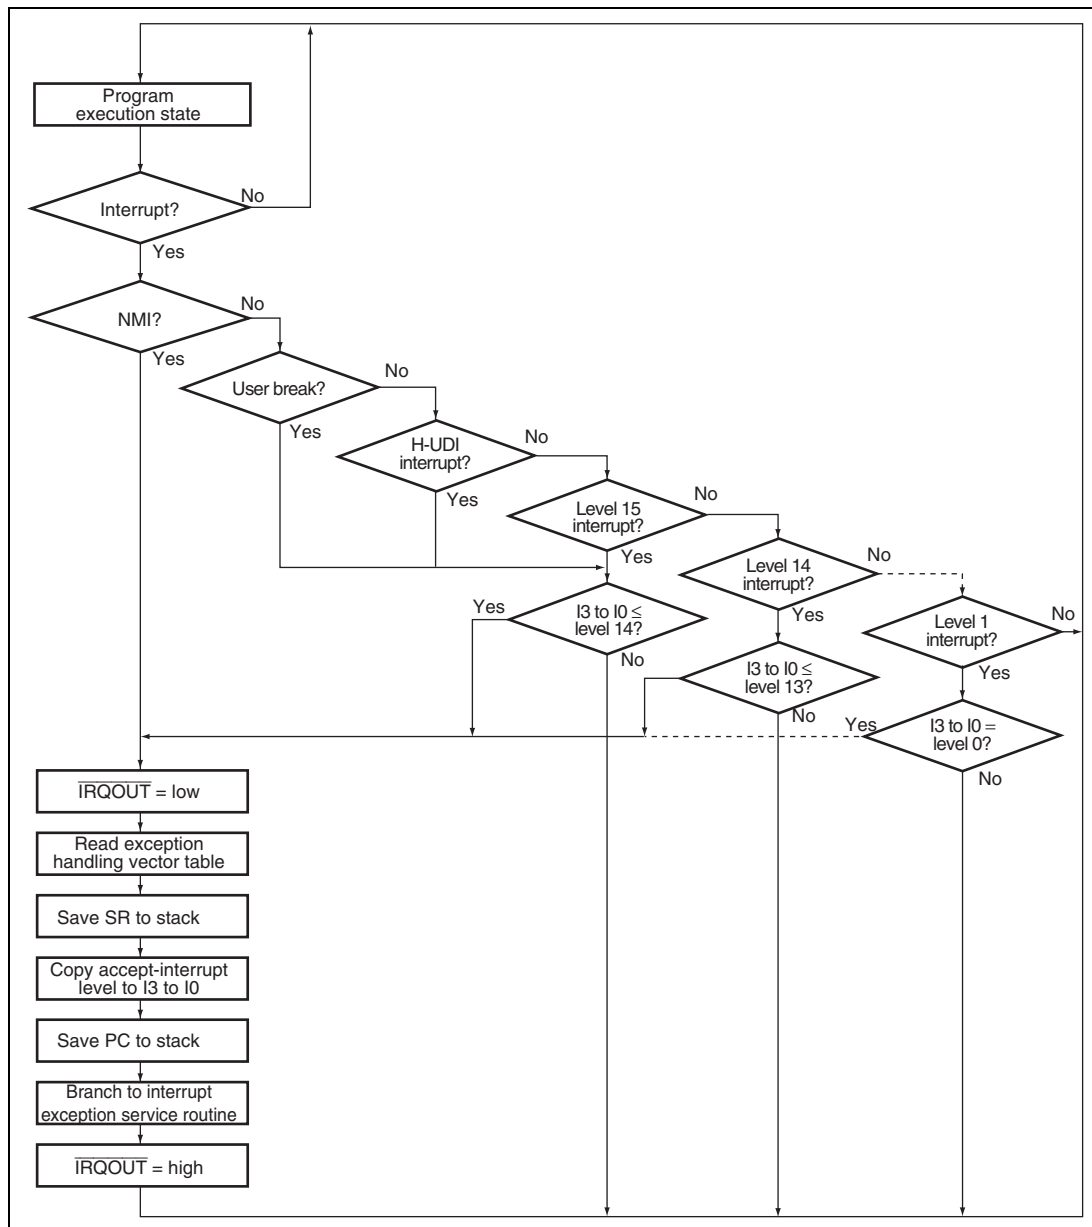 Program
execution state
No
Interrupt?
Yes
No
NMI?
Yes
No
User break?
Yes
H-UDI
interrupt?
No
Yes
Level 15
interrupt?
No
Yes
Level 14
interrupt?
No
Yes
I3 to I0 ≤
level 14?
Yes
No
Level 1
interrupt?
No
Yes
I3 to I0 ≤
level 13?
No
Yes
I3 to I0 =
level 0?
No
IRQOUT = low
Read exception
handling vector table
Save SR to stack
Copy accept-interrupt
level to I3 to I0
Save PC to stack
Branch to interrupt
exception service routine
IRQOUT = high